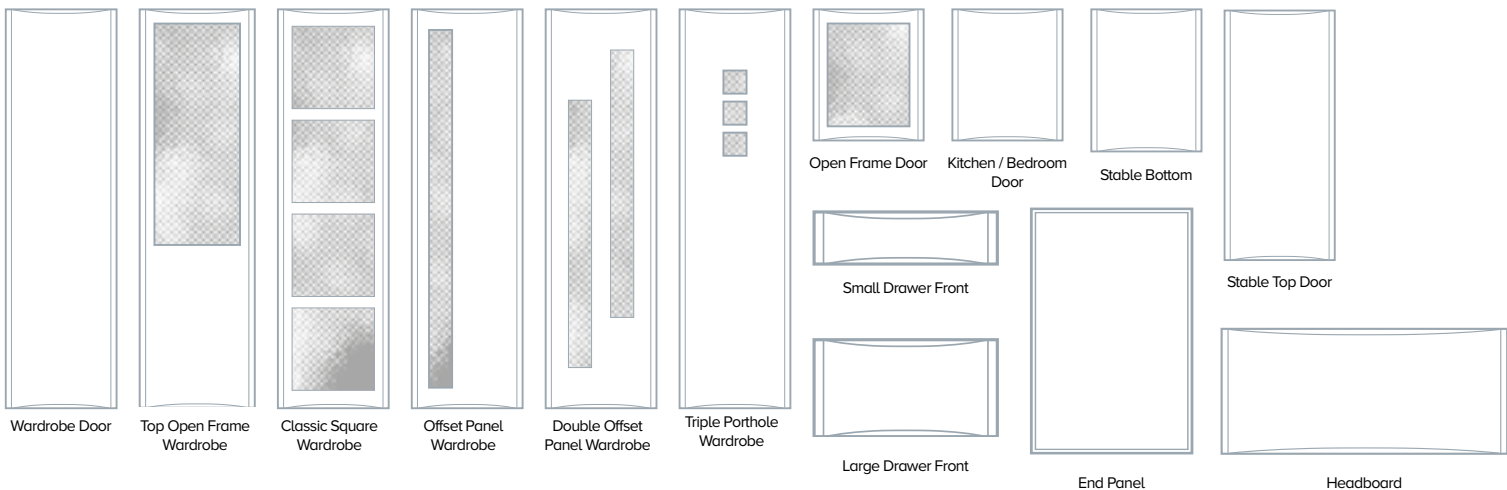 Wardrobe Door
Top Open Frame
Wardrobe
Classic Square
Wardrobe
Offset Panel
Wardrobe
Double Offset
Panel Wardrobe
Triple Porthole
Wardrobe
Open Frame Door
Kitchen / Bedroom
Door
Stable Bottom
Small Drawer Front
Stable Top Door
Large Drawer Front
End Panel
Headboard